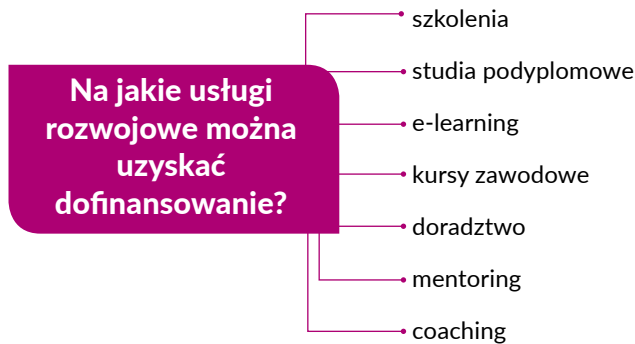 Na jakie usługi
rozwojowe można
uzyskać
dofinansowanie?
szkolenia
studia podyplomowe
e-learning
kursy zawodowe
doradztwo
mentoring
coaching